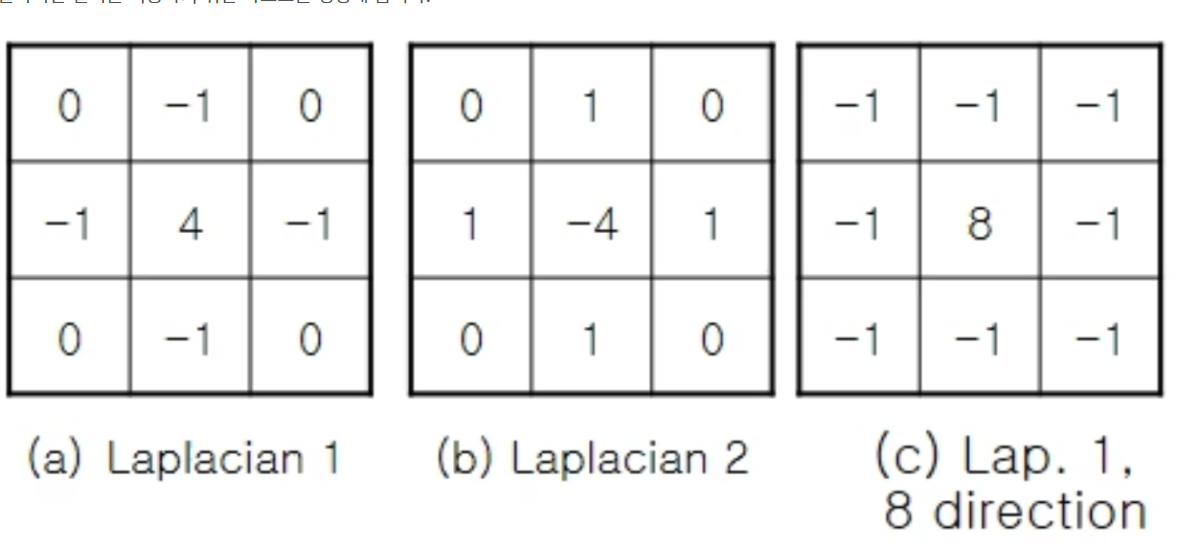 0 -1 0 0 1 0 -1 -1 -1
-1 4 -1 1 -4 1 -1 8 -1
0 -1 0 0 1 0 -1 -1 -1
(a) Laplacian 1 (b) Laplacian 2 (c) Lap. 1,
8 direction